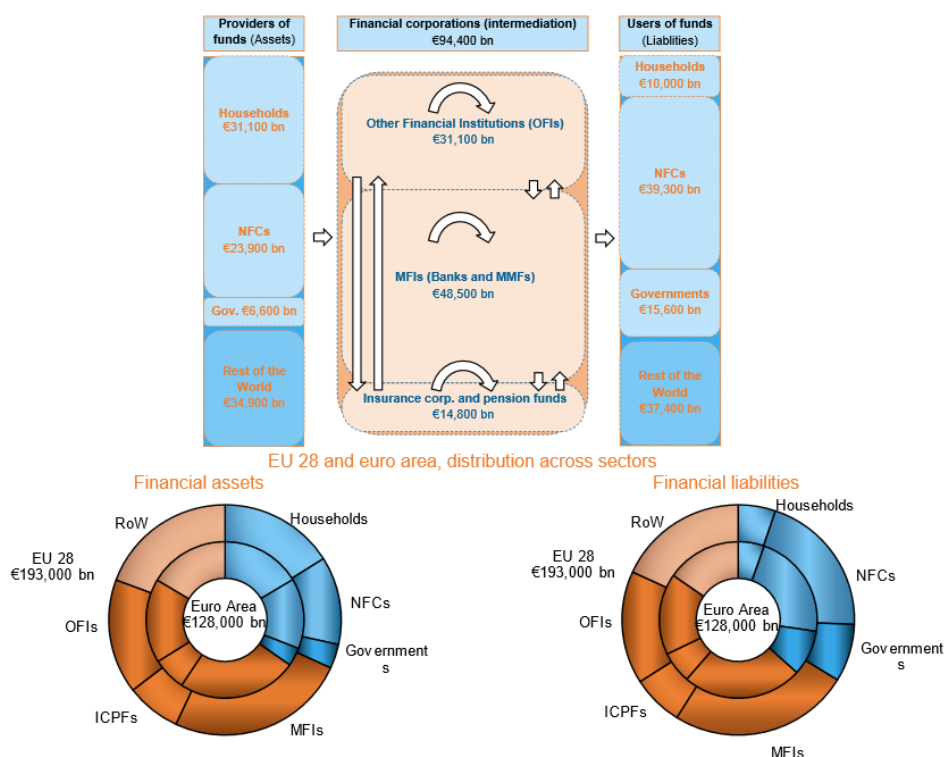 Providers of
funds (Assets)
Financial corporations (intermediation)
€94,400 bn
Users of funds
(Liablities)
Households
€31,100 bn
NFCs
€23,900 bn
Gov. €6,600 bn
Rest of the
World
€34,900 bn
Other Financial Institutions (OFIs)
€31,100 bn
MFIs (Banks and MMFs)
€48,500 bn
Insurance corp. and pension funds
€14,800 bn
Households
€10,000 bn
NFCs
€39,300 bn
Governments
€15,600 bn
Rest of the
World
€37,400 bn
EU 28 and euro area, distribution across sectors
Financial assets
RoW
Households
EU 28
€193,000 bn
NFCs
Euro Area
€128,000 bn
OFIs
Government
s
ICPFs
MFIs
Financial liabilities
RoW
Households
EU 28
€193,000 bn
NFCs
Euro Area
€128,000 bn
OFIs
Government
s
ICPFs
MFIs